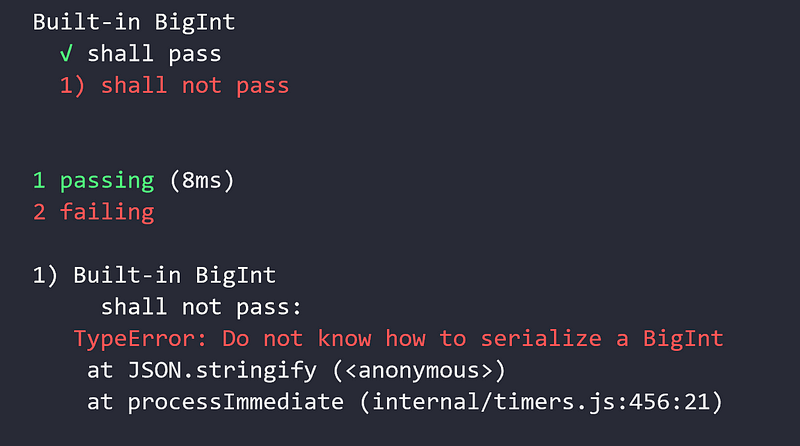 Built-in BigInt
√ shall pass
1) shall not pass
1 passing (8ms)
2 failing
1) Built-in BigInt
shall not pass:
TypeError: Do not know how to serialize a BigInt
at JSON.stringify (<anonymous>)
at processImmediate (internal/timers.js:456:21)